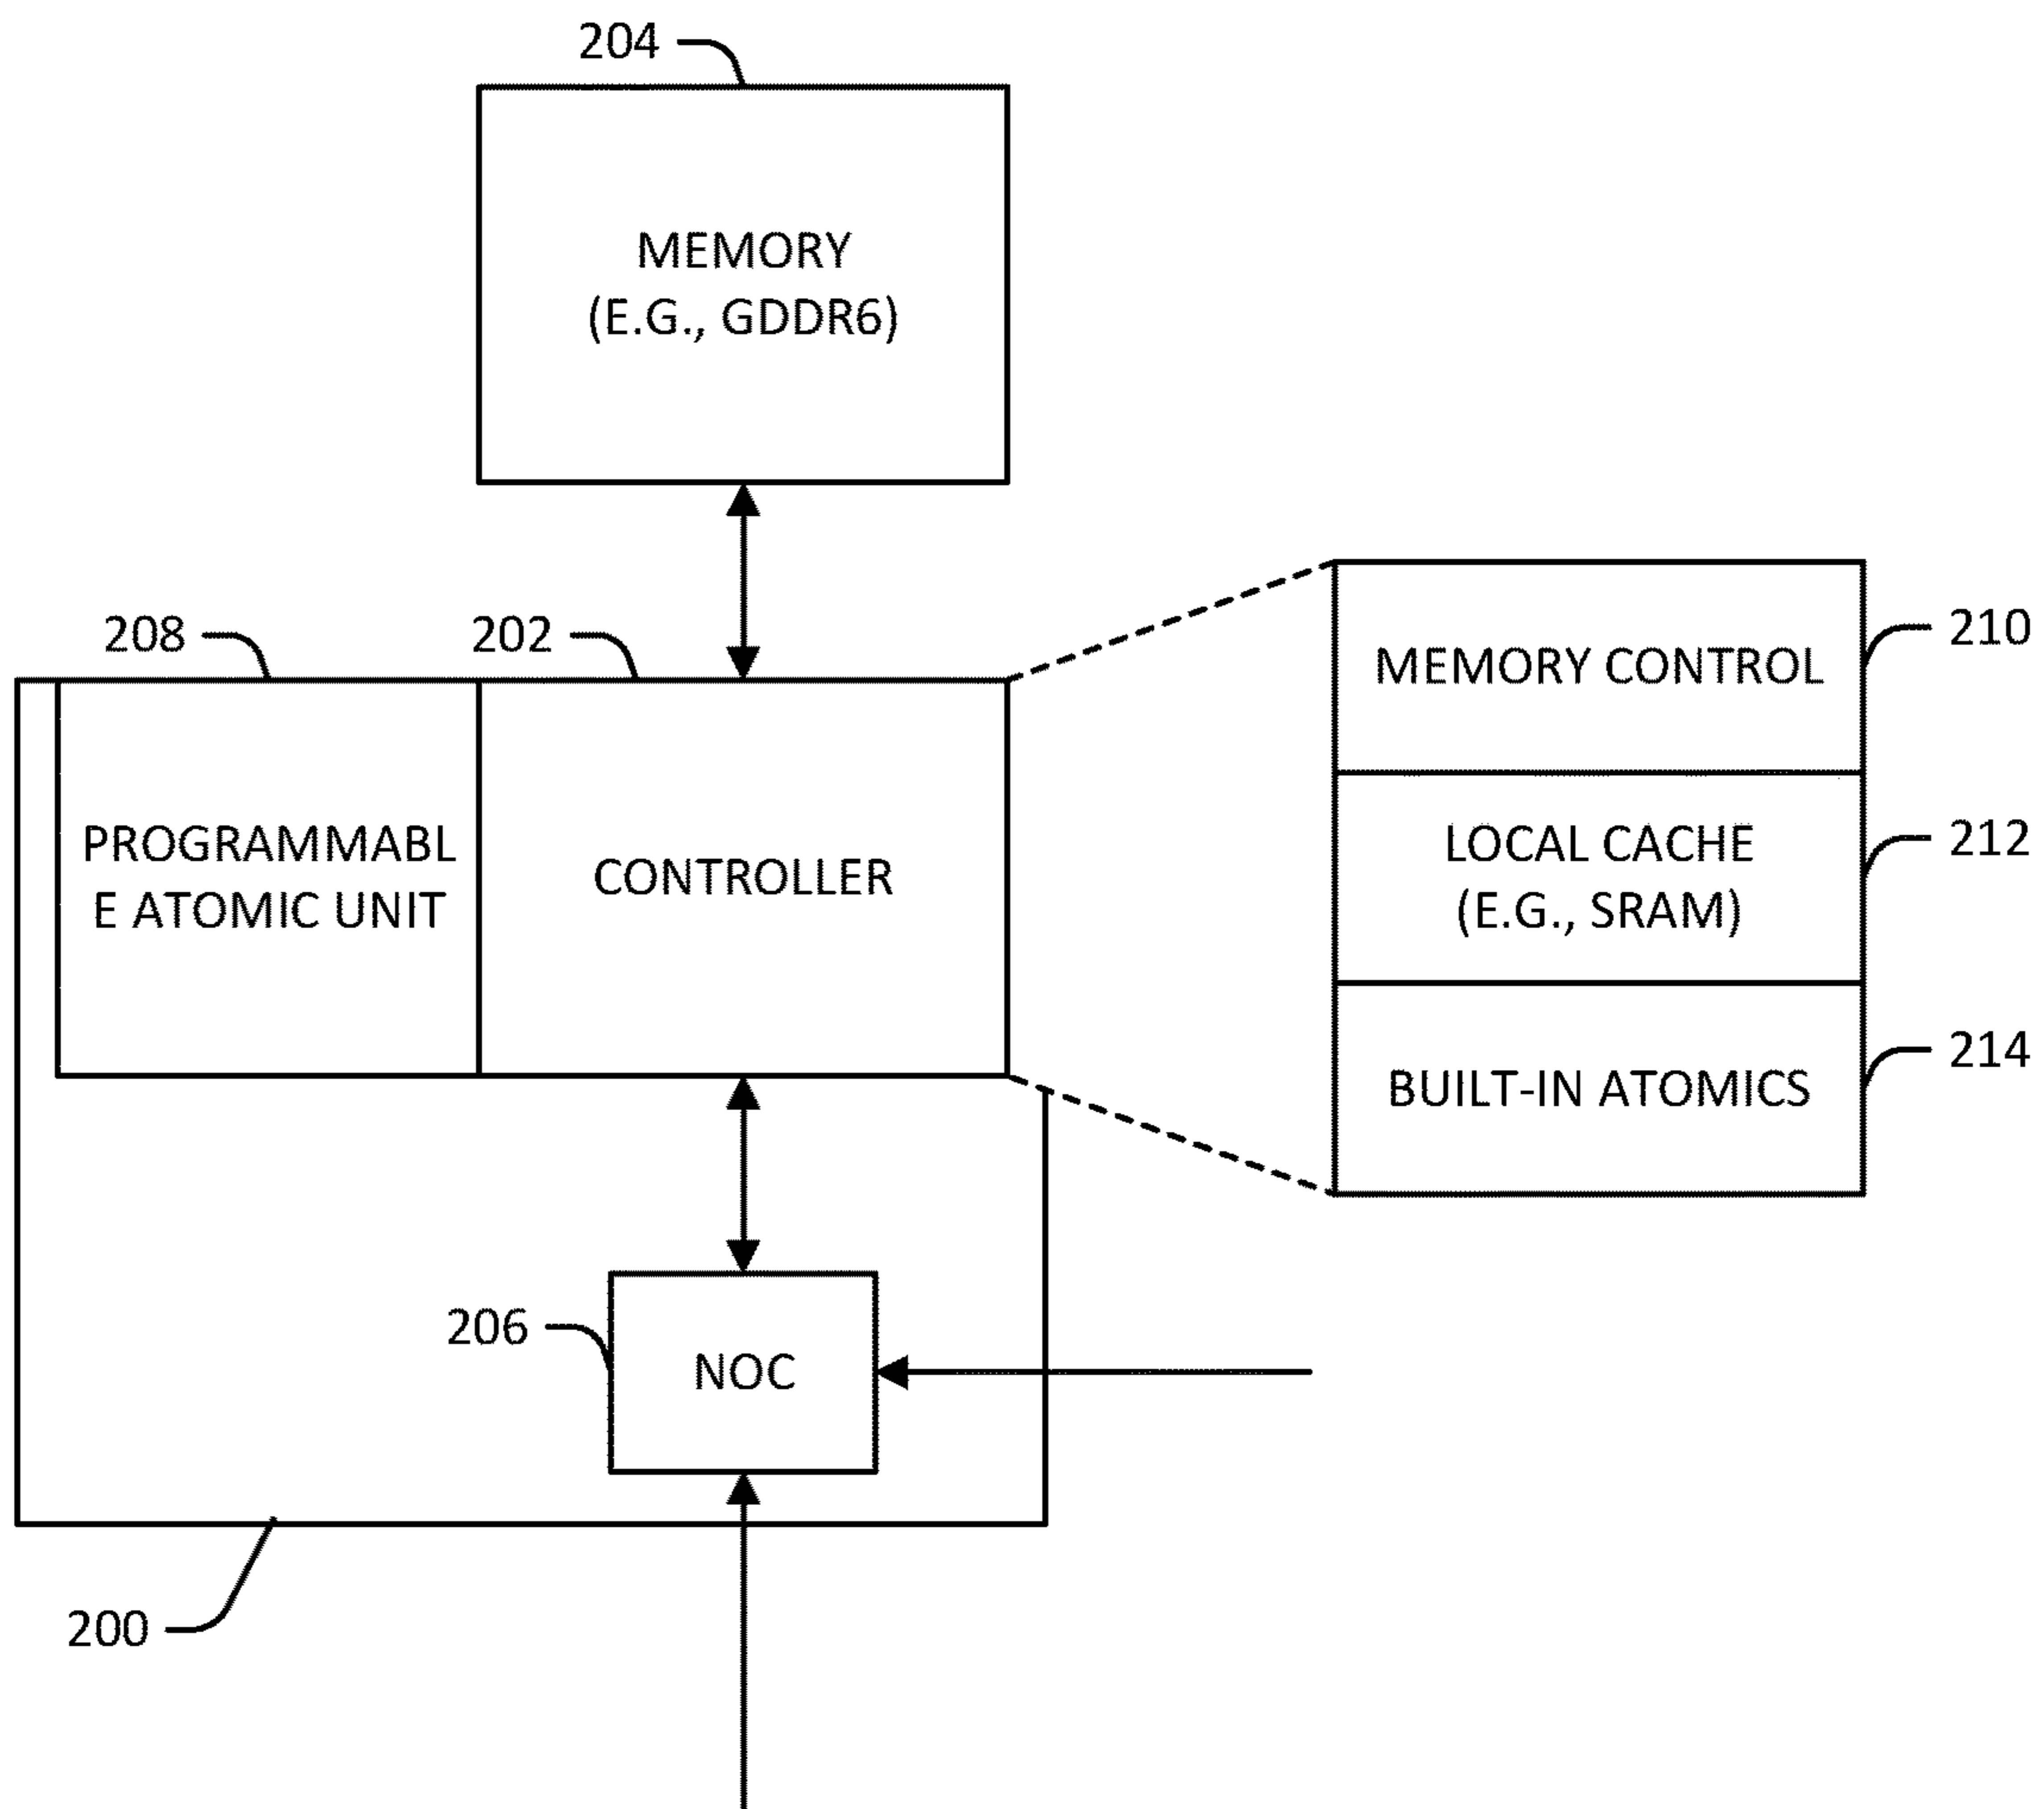 204
MEMORY
(E.G., GDDR6)
208
202
210
MEMORY CONTROL
PROGRAMMABL
E ATOMIC UNIT
CONTROLLER
LOCAL CACHE
(E.G., SRAM)
212
BUILT-IN ATOMICS
214
206
NOC
200